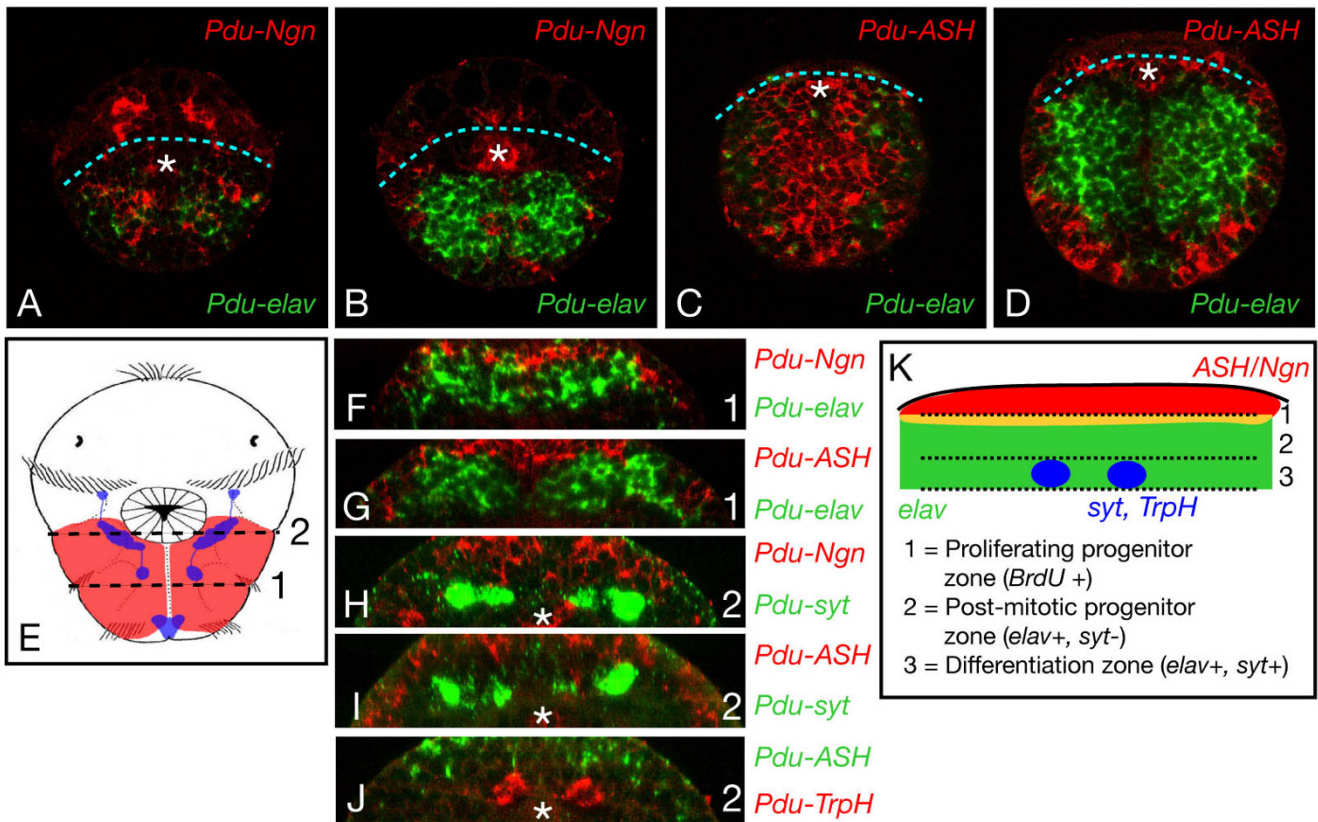 Pdu-Ngn
*
A
Pdu-elav
Pdu-Ngn
*
B
Pdu-elav
Pdu-ASH
*
C
Pdu-elav
Pdu-ASH
*
D
Pdu-elav
2
1
E
F 1
Pdu-Ngn
Pdu-elav
G 1
Pdu-ASH
Pdu-elav
H * 2
Pdu-Ngn
Pdu-syt
I * 2
Pdu-ASH
Pdu-syt
J * 2
Pdu-ASH
Pdu-TrpH
K ASH/Ngn
1
2
3
elav syt, TrpH
1 = Proliferating progenitor
zone (BrdU +)
2 = Post-mitotic progenitor
zone (elav+, syt-)
3 = Differentiation zone (elav+, syt+)